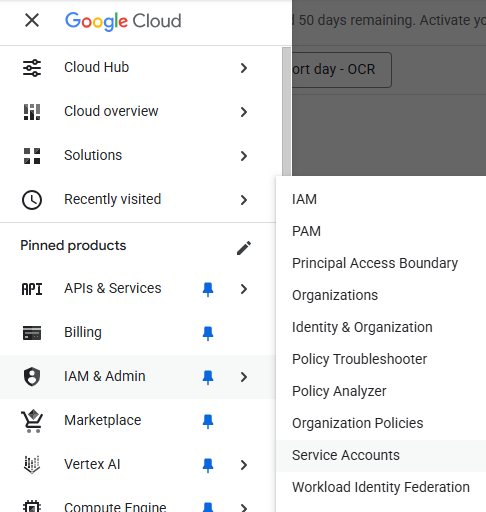 Google Cloud
50 days remaining. Activate y
Cloud Hub
ort day - OCR
Cloud overview
Solutions
Recently visited
Pinned products
API APIs & Services
Billing
IAM & Admin
Marketplace
Vertex AI
Compute Engine
IAM
PAM
Principal Access Boundary
Organizations
Identity & Organization
Policy Troubleshooter
Policy Analyzer
Organization Policies
Service Accounts
Workload Identity Federation